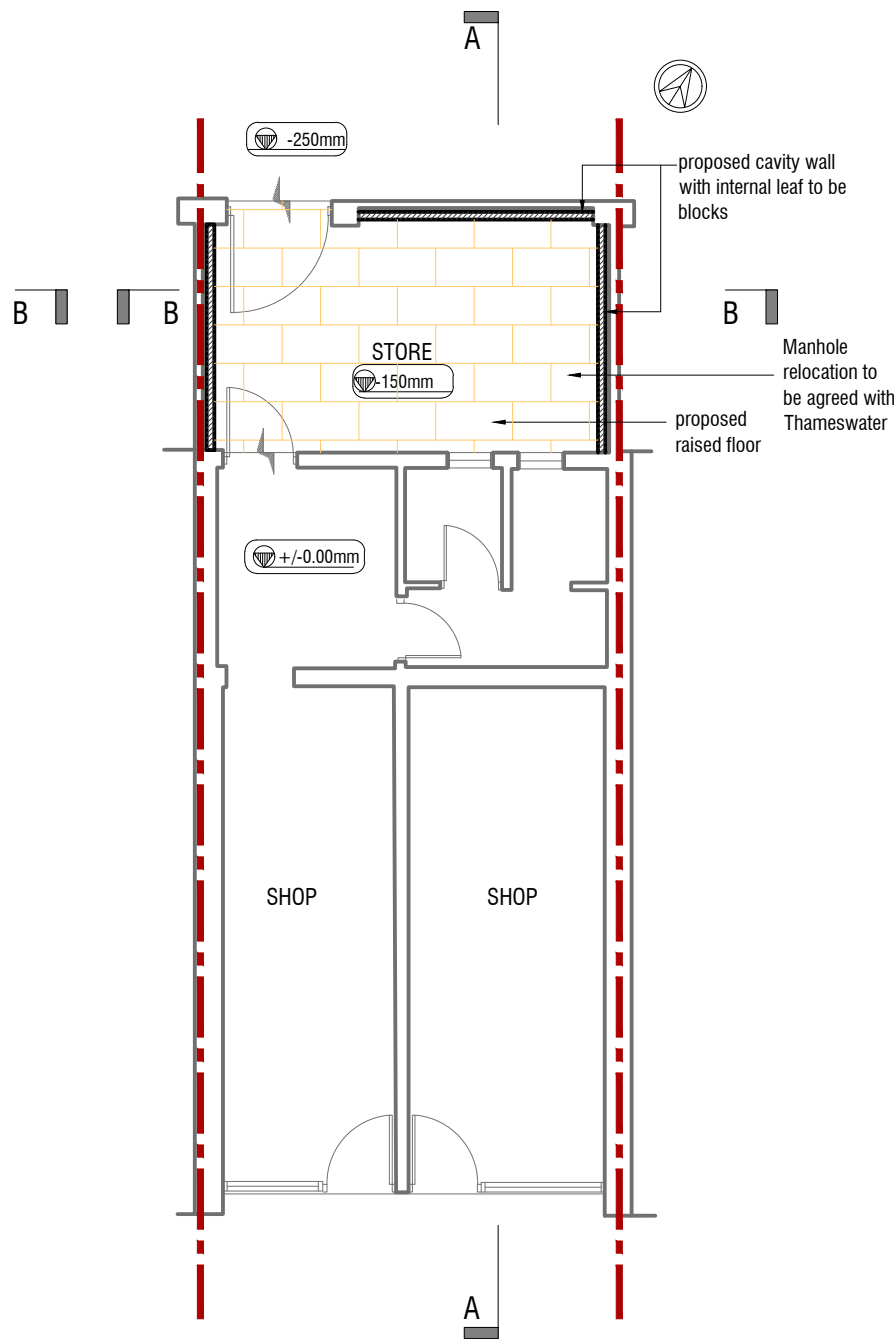 A
-250mm
proposed cavity wall
with internal leaf to be
blocks
B
B
B
STORE
-150mm
Manhole
relocation to
be agreed with
Thameswater
proposed
raised floor
+/-0.00mm
SHOP
SHOP
A